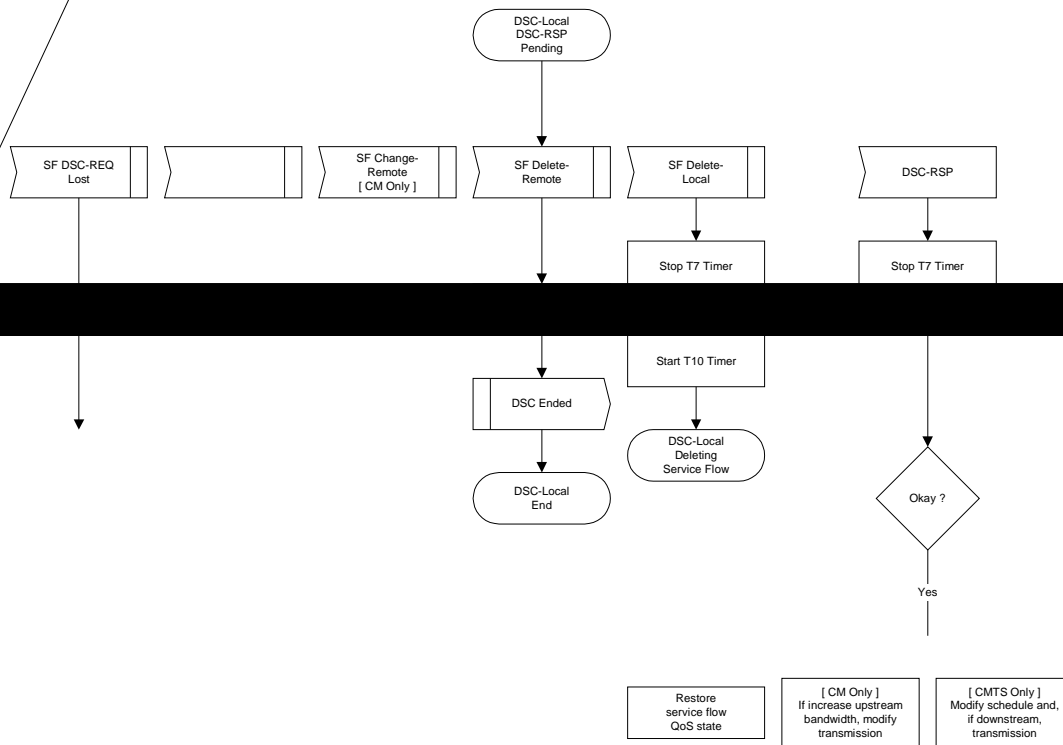 DSC-Local
DSC-RSP
Pending
SF DSC-REQ
Lost
SF Change-
Remote
[ CM Only ]
SF Delete-
Remote
SF Delete-
Local
DSC-RSP
Stop T7 Timer
Stop T7 Timer
Start T10 Timer
DSC Ended
DSC-Local
Deleting
Service Flow
DSC-Local
End
Okay ?
Yes
Restore
service flow
QoS state
[ CM Only ]
If increase upstream
bandwidth, modify
transmission
[ CMTS Only ]
Modify schedule and,
if downstream,
transmission